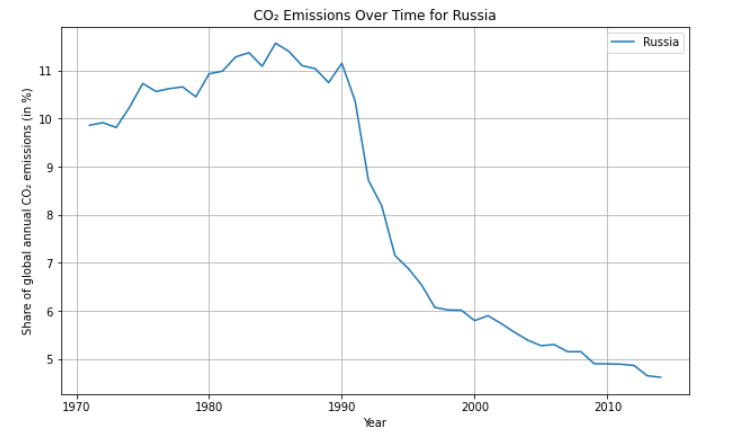 CO₂ Emissions Over Time for Russia
Russia
Share of global annual CO₂ emissions (in %)
11
10
9
8
7
6
5
1970 1980 1990 2000 2010
Year